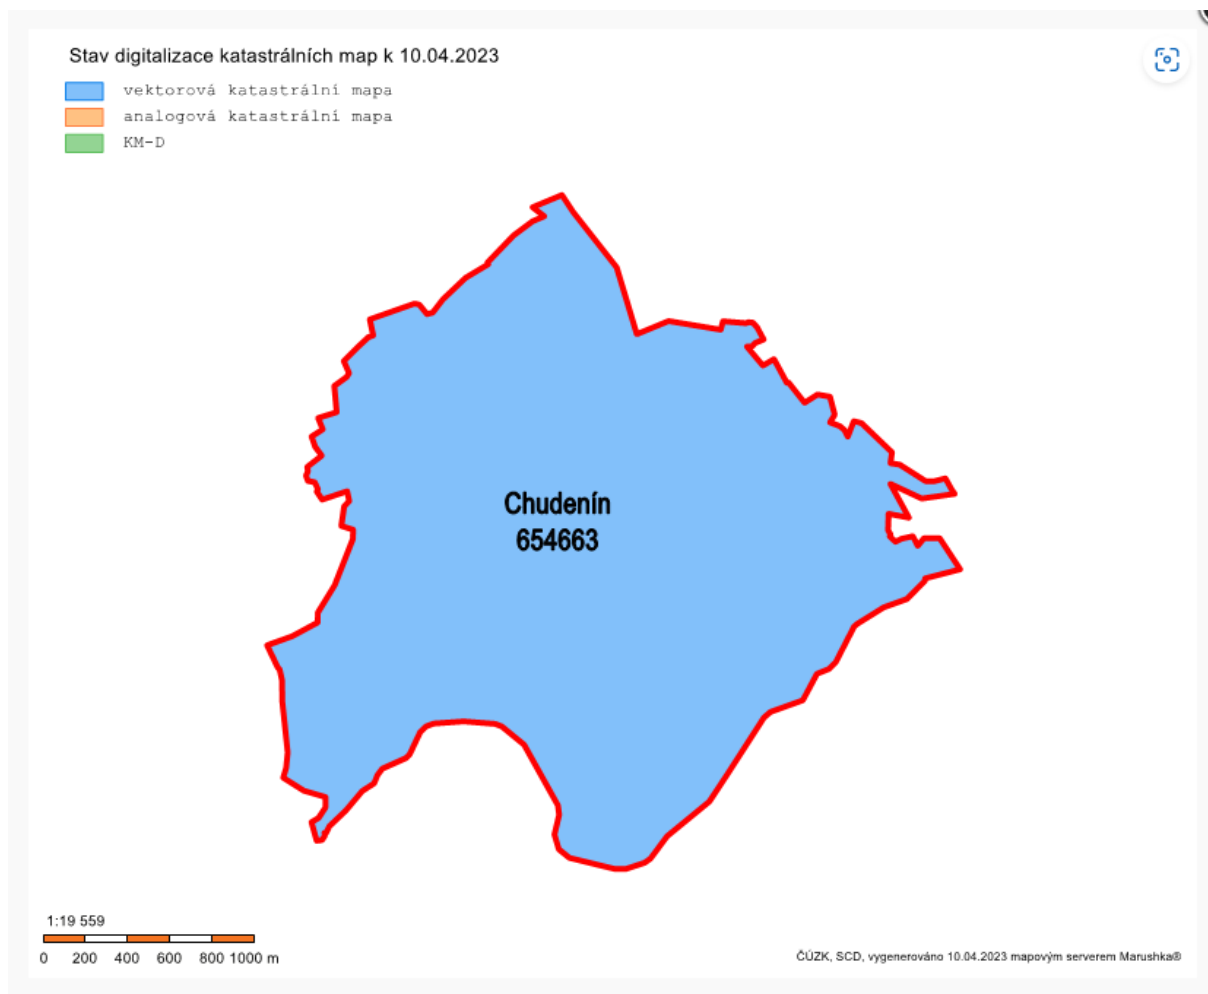 Stav digitalizace katastrálních map k 10.04.2023
vektorová katastrální mapa
analogová katastrální mapa
KM-D
Chudenín
654663
1:19 559
0 200 400 600 800 1000 m
ČÚZK, SCD, vygenerováno 10.04.2023 mapovým serverem Marushka®